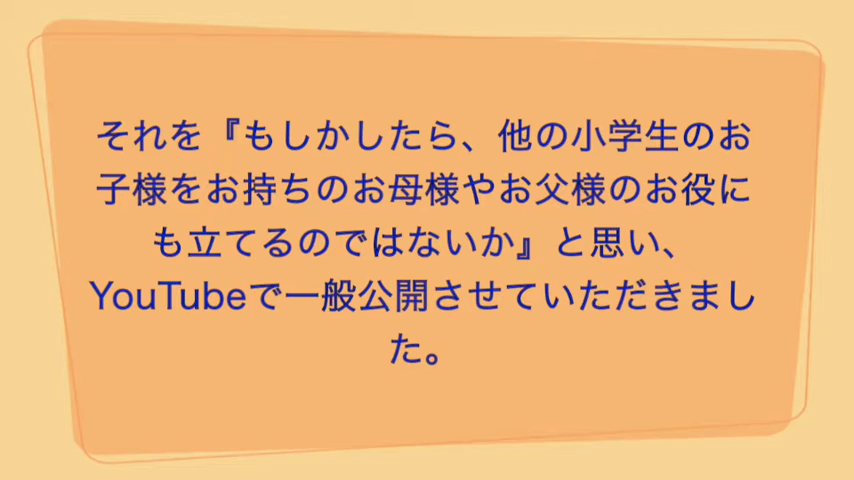 それを『もしかしたら、他の小学生のお
子様をお持ちのお母様やお父様のお役に
も立てるのではないか』と思い、
YouTubeで一般公開させていただきまし
た。